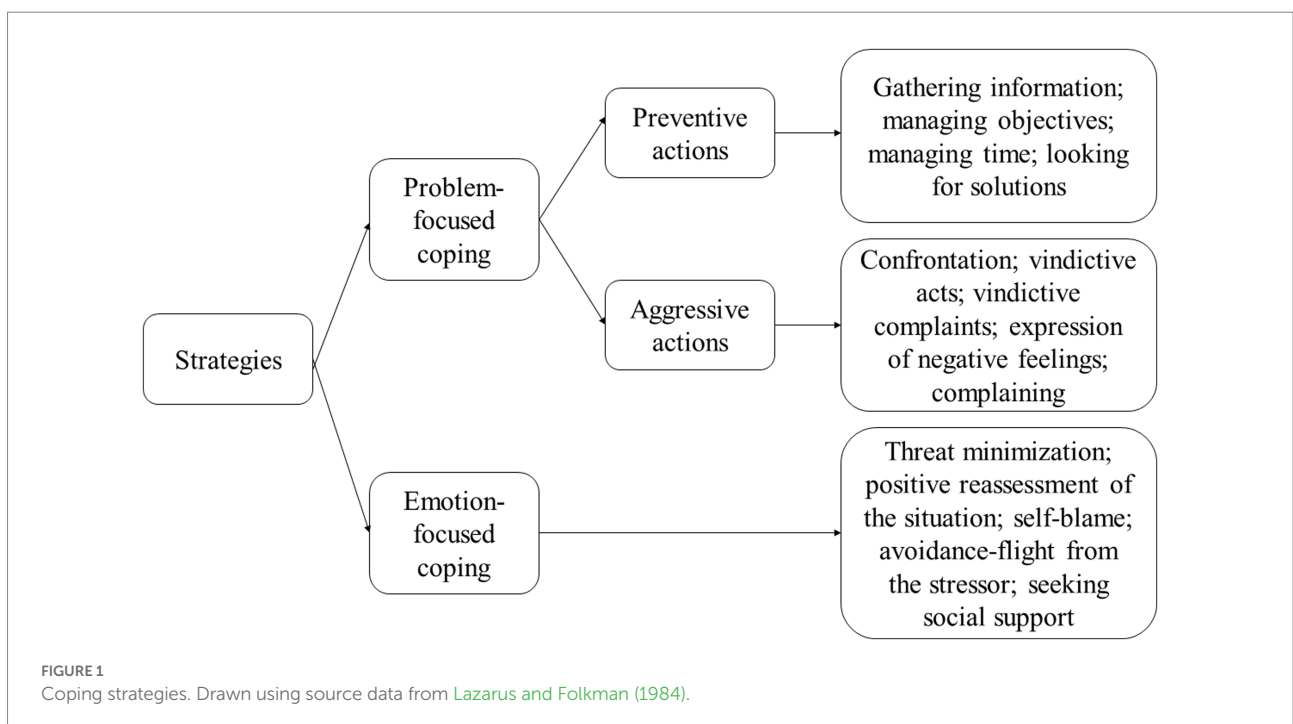 Strategies
Problem-
focused
coping
Emotion-
focused
coping
Preventive
actions
Aggressive
actions
Gathering information;
managing objectives;
managing time; looking
for solutions
Confrontation; vindictive
acts; vindictive
complaints; expression
of negative feelings;
complaining
Threat minimization;
positive reassessment of
the situation; self-blame;
avoidance-flight from
the stressor; seeking
social support
FIGURE 1
Coping strategies. Drawn using source data from Lazarus and Folkman (1984).